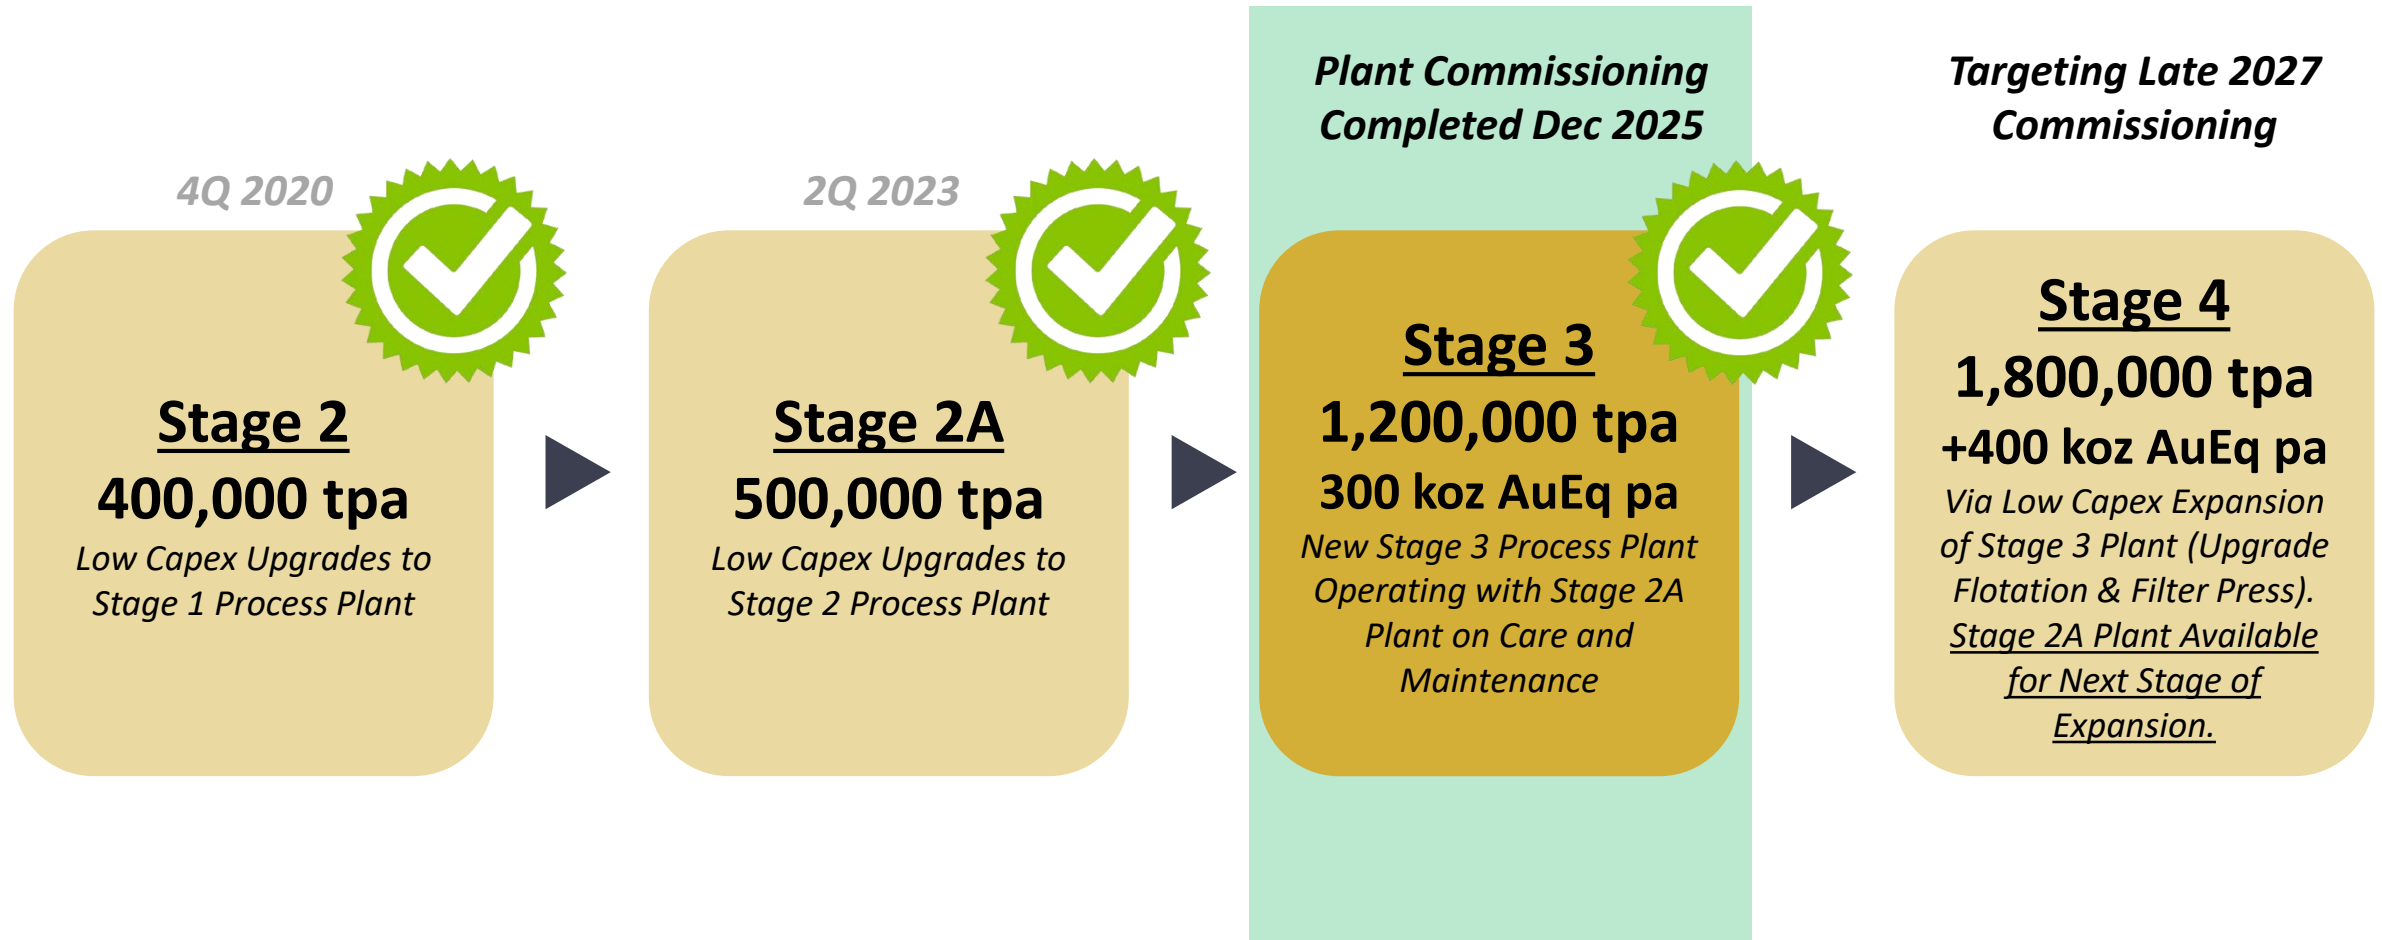 4Q 2020
Stage 2
400,000 tpa
Low Capex Upgrades to
Stage 1 Process Plant
2Q 2023
Stage 2A
500,000 tpa
Low Capex Upgrades to
Stage 2 Process Plant
Plant Commissioning
Completed Dec 2025
Stage 3
1,200,000 tpa
300 koz AuEq pa
New Stage 3 Process Plant
Operating with Stage 2A
Plant on Care and
Maintenance
Targeting Late 2027
Commissioning
Stage 4
1,800,000 tpa
+400 koz AuEq pa
Via Low Capex Expansion
of Stage 3 Plant (Upgrade
Flotation & Filter Press).
Stage 2A Plant Available
for Next Stage of
Expansion.